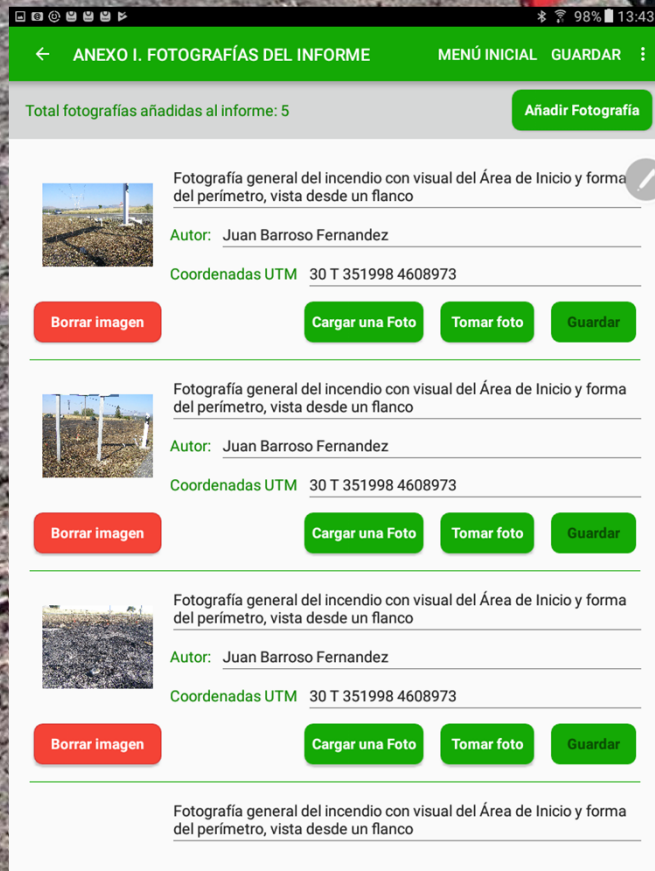 98% 13:43
ANEXO I. FOTOGRAFÍAS DEL INFORME MENÚ INICIAL GUARDAR
Total fotografías añadidas al informe: 5 Añadir Fotografía
Fotografía general del incendio con visual del Área de Inicio y forma
del perímetro, vista desde un flanco
Autor: Juan Barroso Fernandez
Coordenadas UTM 30 T 351998 4608973
Borrar imagen Cargar una Foto Tomar foto Guardar
Fotografía general del incendio con visual del Área de Inicio y forma
del perímetro, vista desde un flanco
Autor: Juan Barroso Fernandez
Coordenadas UTM 30 T 351998 4608973
Borrar imagen Cargar una Foto Tomar foto Guardar
Fotografía general del incendio con visual del Área de Inicio y forma
del perímetro, vista desde un flanco
Autor: Juan Barroso Fernandez
Coordenadas UTM 30 T 351998 4608973
Borrar imagen Cargar una Foto Tomar foto Guardar
Fotografía general del incendio con visual del Área de Inicio y forma
del perímetro, vista desde un flanco